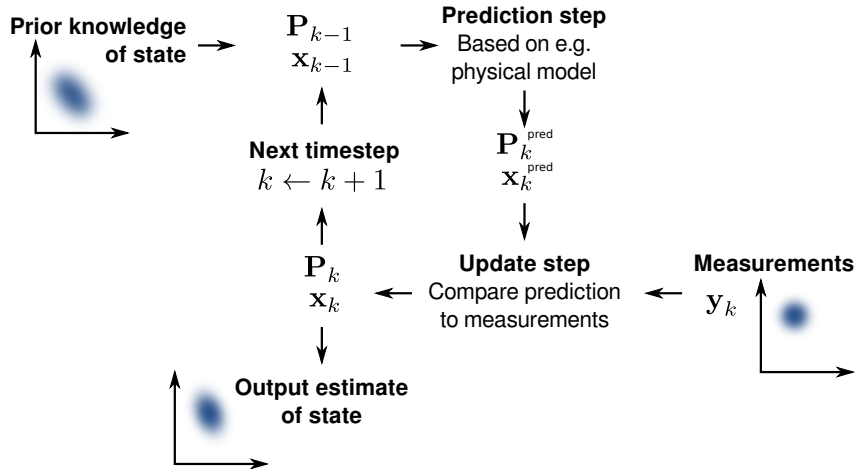 Prior knowledge
of state
P_{k−1}
x_{k−1}
Prediction step
Based on e.g.
physical model
P_k^{pred}
x_k^{pred}
Next timestep
k ← k + 1
P_k
x_k
Update step
Compare prediction
to measurements
Measurements
y_k
Output estimate
of state